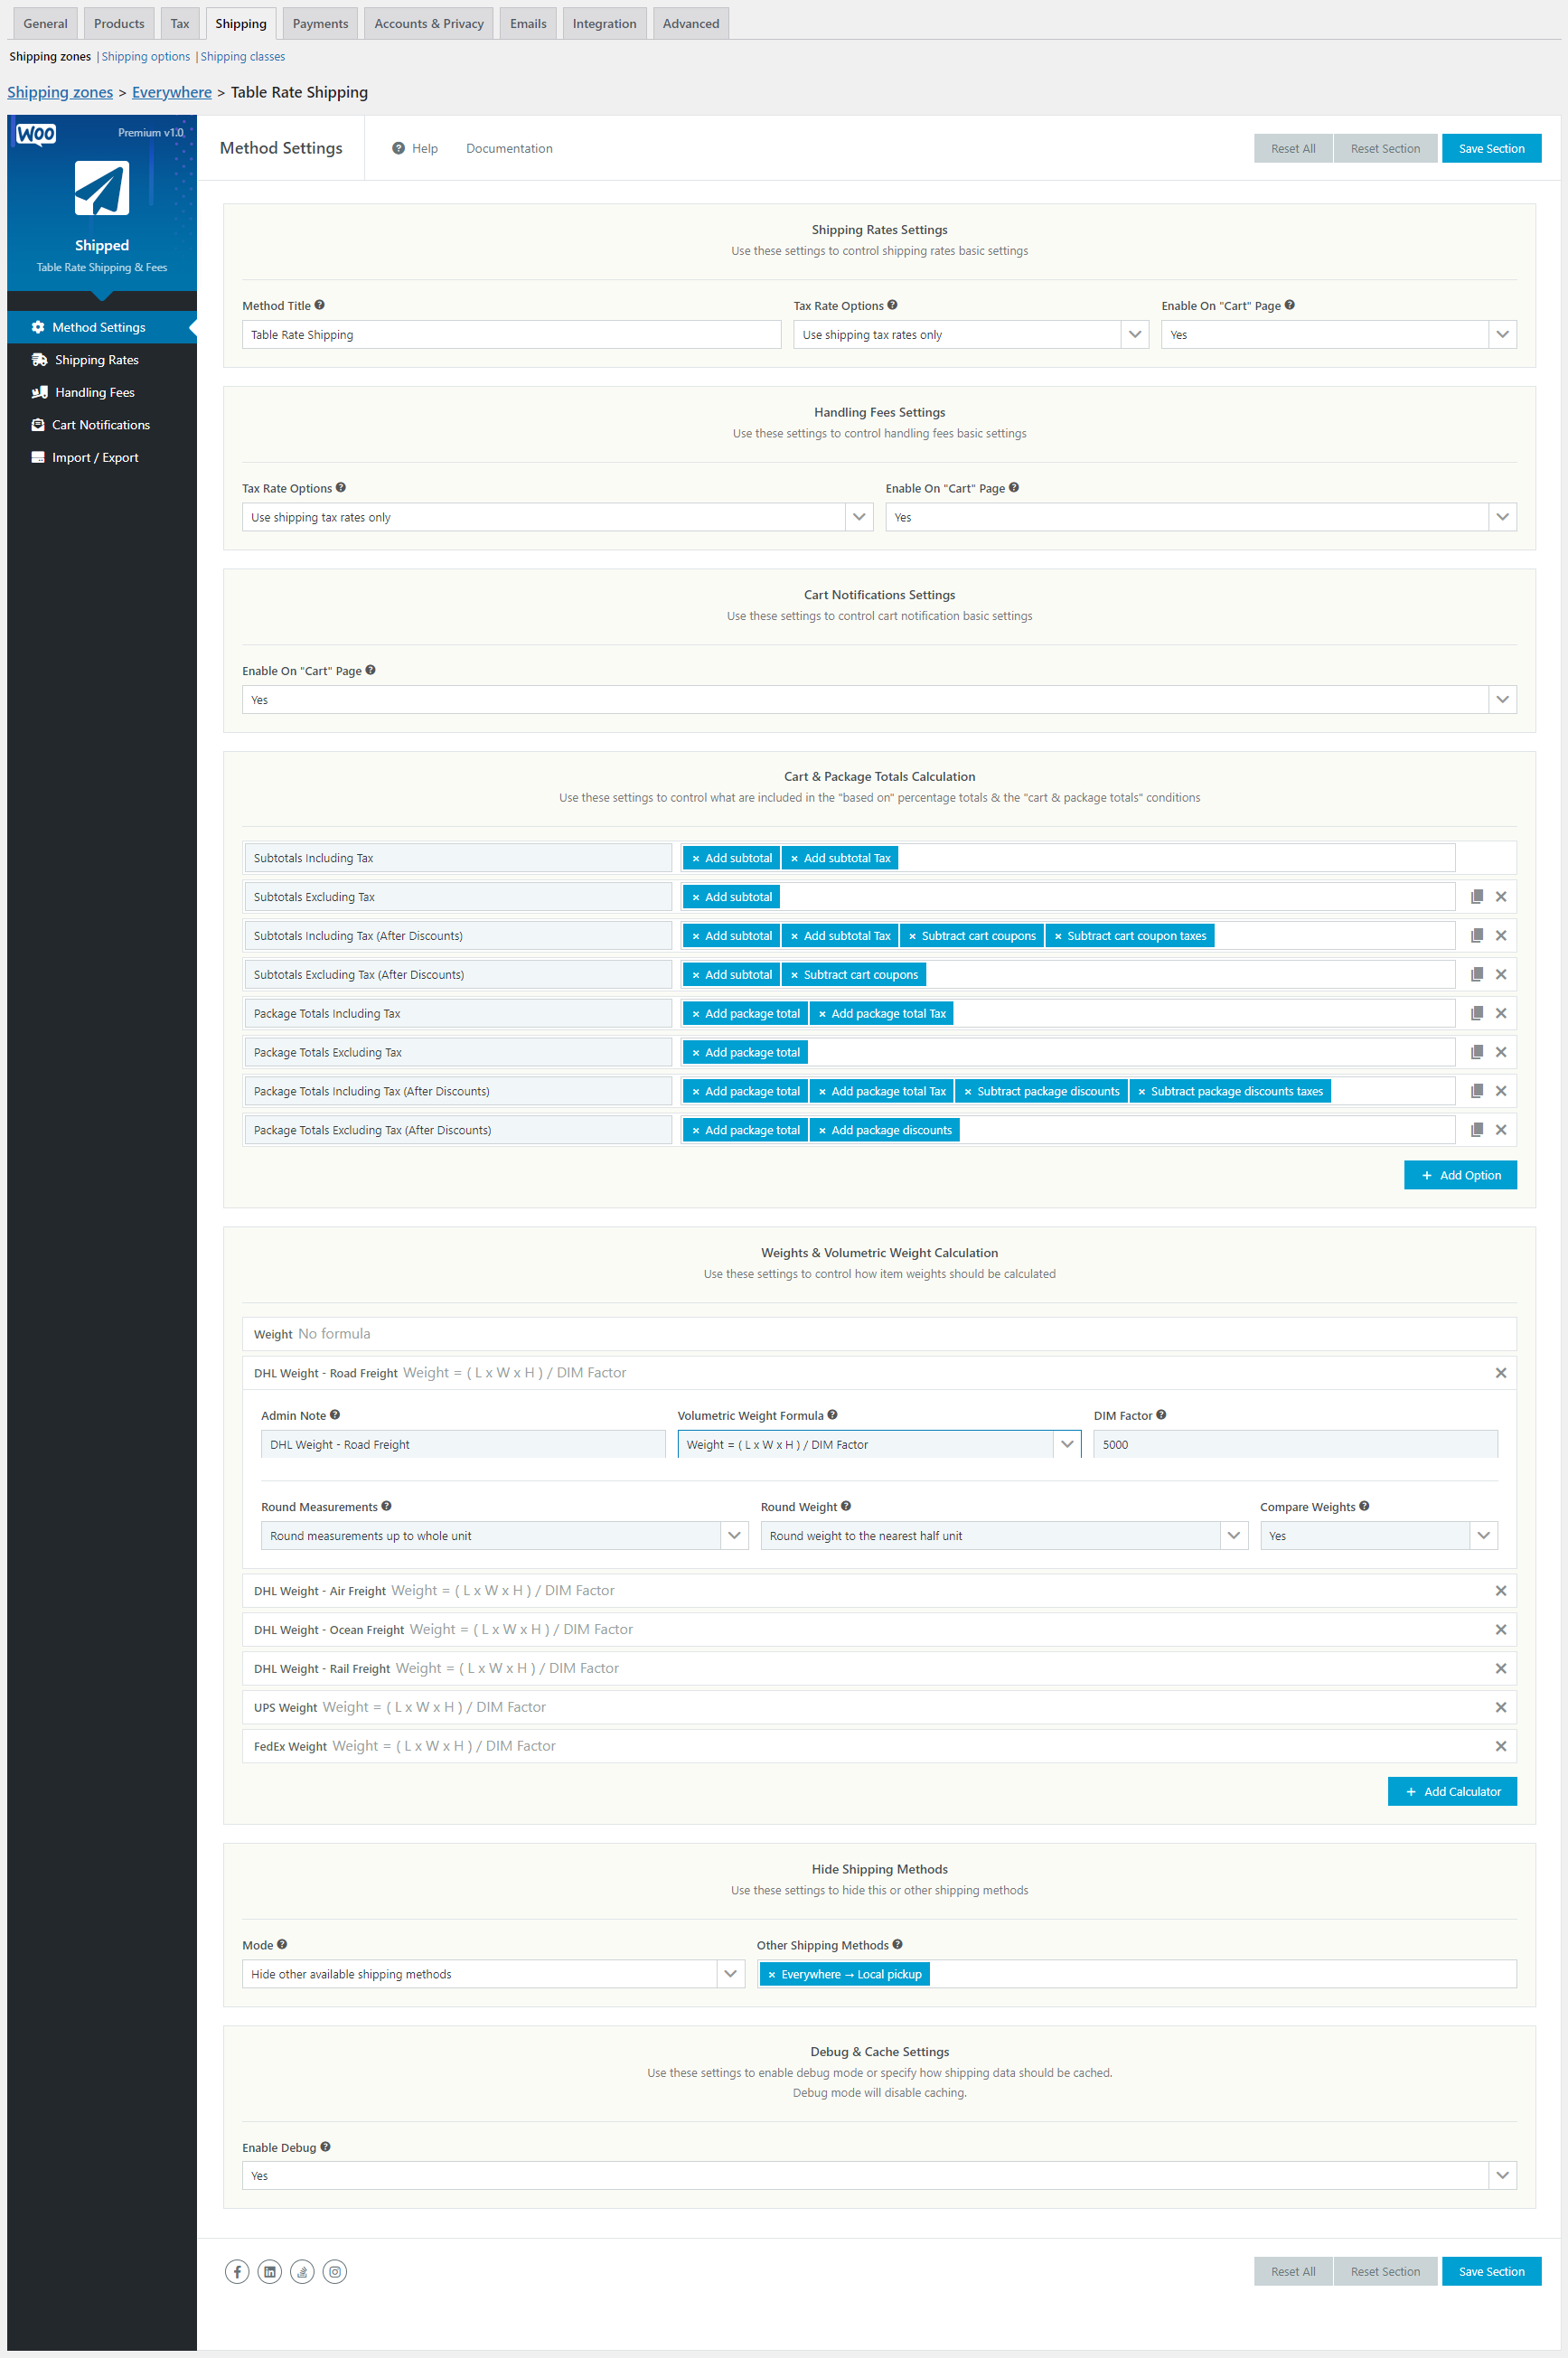 General Products Tax Shipping Payments Accounts & Privacy Emails Integration Advanced
Shipping zones | Shipping options | Shipping classes
Shipping zones > Everywhere > Table Rate Shipping
WOO Premium v1.0
Shipped
Table Rate Shipping & Fees
Method Settings
Shipping Rates
Handling Fees
Cart Notifications
Import / Export
Method Settings Help Documentation Reset All Reset Section Save Section
Shipping Rates Settings
Use these settings to control shipping rates basic settings
Method Title Tax Rate Options Enable On "Cart" Page
Table Rate Shipping Use shipping tax rates only Yes
Handling Fees Settings
Use these settings to control handling fees basic settings
Tax Rate Options Enable On "Cart" Page
Use shipping tax rates only Yes
Cart Notifications Settings
Use these settings to control cart notification basic settings
Enable On "Cart" Page
Yes
Cart & Package Totals Calculation
Use these settings to control what are included in the "based on" percentage totals & the "cart & package totals" conditions
Subtotals Including Tax × Add subtotal × Add subtotal Tax
Subtotals Excluding Tax × Add subtotal
Subtotals Including Tax (After Discounts) × Add subtotal × Add subtotal Tax × Subtract cart coupons × Subtract cart coupon taxes
Subtotals Excluding Tax (After Discounts) × Add subtotal × Subtract cart coupons
Package Totals Including Tax × Add package total × Add package total Tax
Package Totals Excluding Tax × Add package total
Package Totals Including Tax (After Discounts) × Add package total × Add package total Tax × Subtract package discounts × Subtract package discounts taxes
Package Totals Excluding Tax (After Discounts) × Add package total × Add package discounts
+ Add Option
Weights & Volumetric Weight Calculation
Use these settings to control how item weights should be calculated
Weight No formula
DHL Weight - Road Freight Weight = ( L x W x H ) / DIM Factor
Admin Note Volumetric Weight Formula DIM Factor
DHL Weight - Road Freight Weight = ( L x W x H ) / DIM Factor 5000
Round Measurements Round Weight Compare Weights
Round measurements up to whole unit Round weight to the nearest half unit Yes
DHL Weight - Air Freight Weight = ( L x W x H ) / DIM Factor
DHL Weight - Ocean Freight Weight = ( L x W x H ) / DIM Factor
DHL Weight - Rail Freight Weight = ( L x W x H ) / DIM Factor
UPS Weight Weight = ( L x W x H ) / DIM Factor
FedEx Weight Weight = ( L x W x H ) / DIM Factor
+ Add Calculator
Hide Shipping Methods
Use these settings to hide this or other shipping methods
Mode Other Shipping Methods
Hide other available shipping methods × Everywhere → Local pickup
Debug & Cache Settings
Use these settings to enable debug mode or specify how shipping data should be cached.
Debug mode will disable caching.
Enable Debug
Yes
Reset All Reset Section Save Section